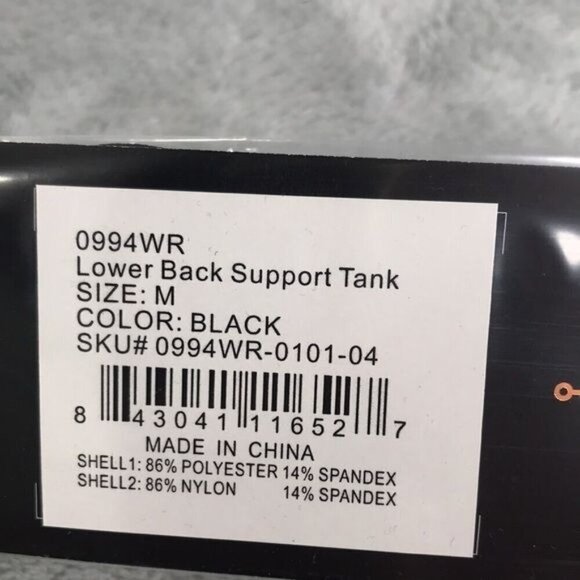 0994WR
Lower Back Support Tank
SIZE: M
COLOR: BLACK
SKU# 0994WR-0101-04
8 43041 11652 7
MADE IN CHINA
SHELL1: 86% POLYESTER 14% SPANDEX
SHELL2: 86% NYLON 14% SPANDEX